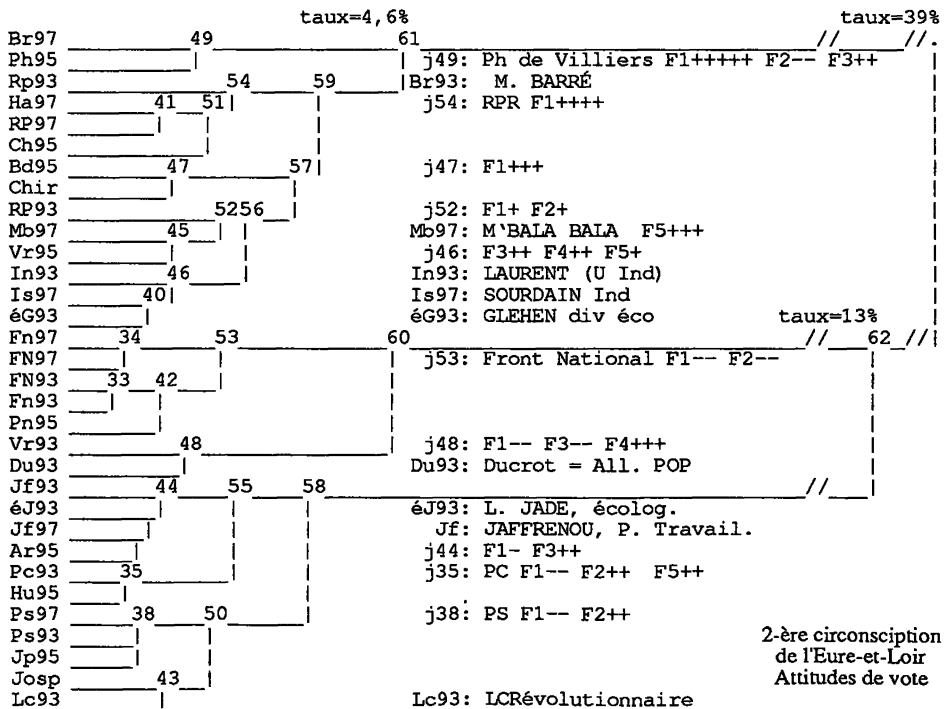 taux=4,6% taux=39%
Br97 49 61 // //.
Ph95 j49: Ph de Villiers F1+++++ F2-- F3++
Rp93 54 59 Br93: M. BARRÉ
Ha97 41 51 j54: RPR F1++++
RP97
Ch95
Bd95 47 57 j47: F1+++
Chir
RP93 52 56 j52: F1+ F2+
Mb97 45 Mb97: M'BALA BALA F5+++
Vr95 j46: F3++ F4++ F5+
In93 46 In93: LAURENT (U Ind)
Is97 40 Is97: SOURDAIN Ind
éG93 éG93: GLEHEN div éco taux=13%
Fn97 34 53 60 // 62 //
FN97 j53: Front National F1-- F2--
FN93 33 42
Fn93
Pn95
Vr93 48 j48: F1-- F3-- F4+++
Du93 Du93: Ducrot = All. POP
Jf93 44 55 58 //
éJ93 éJ93: L. JADE, écolog.
Jf97 Jf: JAFFRENOU, P. Travail.
Ar95 j44: F1- F3++
Pc93 35 j35: PC F1-- F2++ F5++
Hu95
Ps97 38 50 j38: PS F1-- F2++
Ps93
Jp95
Josp 43
Lc93 Lc93: LCRévolutionnaire
2-ère circonsciption
de l'Eure-et-Loir
Attitudes de vote